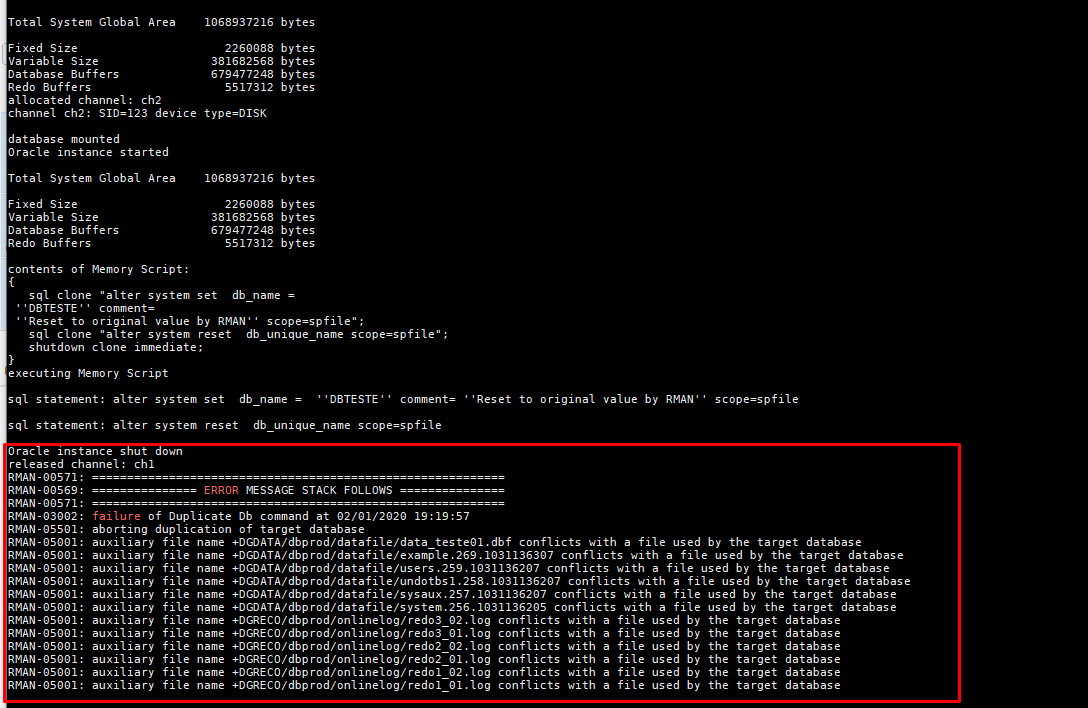 Total System Global Area    1068937216 bytes
Fixed Size                     2260088 bytes
Variable Size                381682568 bytes
Database Buffers             679477248 bytes
Redo Buffers                   5517312 bytes
allocated channel: ch2
channel ch2: SID=123 device type=DISK
database mounted
Oracle instance started
Total System Global Area    1068937216 bytes
Fixed Size                     2260088 bytes
Variable Size                381682568 bytes
Database Buffers             679477248 bytes
Redo Buffers                   5517312 bytes
contents of Memory Script:
{
   sql clone "alter system set  db_name =
 ''DBTESTE'' comment=
 ''Reset to original value by RMAN'' scope=spfile";
   sql clone "alter system reset  db_unique_name scope=spfile";
   shutdown clone immediate;
}
executing Memory Script
sql statement: alter system set  db_name =  ''DBTESTE'' comment= ''Reset to original value by RMAN'' scope=spfile
sql statement: alter system reset  db_unique_name scope=spfile
Oracle instance shut down
released channel: ch1
RMAN-00571: ===========================================================
RMAN-00569: =============== ERROR MESSAGE STACK FOLLOWS ===============
RMAN-00571: ===========================================================
RMAN-03002: failure of Duplicate Db command at 02/01/2020 19:19:57
RMAN-05501: aborting duplication of target database
RMAN-05001: auxiliary file name +DGDATA/dbprod/datafile/data_teste01.dbf conflicts with a file used by the target database
RMAN-05001: auxiliary file name +DGDATA/dbprod/datafile/example.269.1031136307 conflicts with a file used by the target database
RMAN-05001: auxiliary file name +DGDATA/dbprod/datafile/users.259.1031136207 conflicts with a file used by the target database
RMAN-05001: auxiliary file name +DGDATA/dbprod/datafile/undotbs1.258.1031136207 conflicts with a file used by the target database
RMAN-05001: auxiliary file name +DGDATA/dbprod/datafile/sysaux.257.1031136207 conflicts with a file used by the target database
RMAN-05001: auxiliary file name +DGDATA/dbprod/datafile/system.256.1031136205 conflicts with a file used by the target database
RMAN-05001: auxiliary file name +DGRECO/dbprod/onlinelog/redo3_02.log conflicts with a file used by the target database
RMAN-05001: auxiliary file name +DGRECO/dbprod/onlinelog/redo3_01.log conflicts with a file used by the target database
RMAN-05001: auxiliary file name +DGRECO/dbprod/onlinelog/redo2_02.log conflicts with a file used by the target database
RMAN-05001: auxiliary file name +DGRECO/dbprod/onlinelog/redo2_01.log conflicts with a file used by the target database
RMAN-05001: auxiliary file name +DGRECO/dbprod/onlinelog/redo1_02.log conflicts with a file used by the target database
RMAN-05001: auxiliary file name +DGRECO/dbprod/onlinelog/redo1_01.log conflicts with a file used by the target database